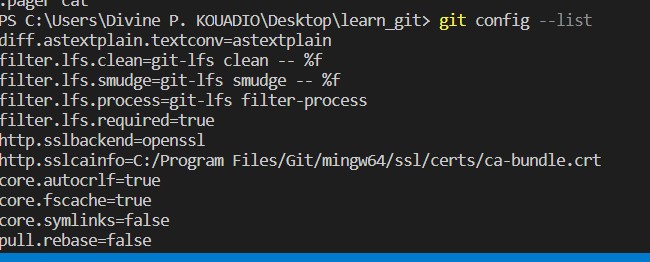 .pager cat
PS C:\Users\Divine P. KOUADIO\Desktop\learn_git> git config --list
diff.astextplain.textconv=astextplain
filter.lfs.clean=git-lfs clean -- %f
filter.lfs.smudge=git-lfs smudge -- %f
filter.lfs.process=git-lfs filter-process
filter.lfs.required=true
http.sslbackend=openssl
http.sslcainfo=C:/Program Files/Git/mingw64/ssl/certs/ca-bundle.crt
core.autocrlf=true
core.fscache=true
core.symlinks=false
pull.rebase=false